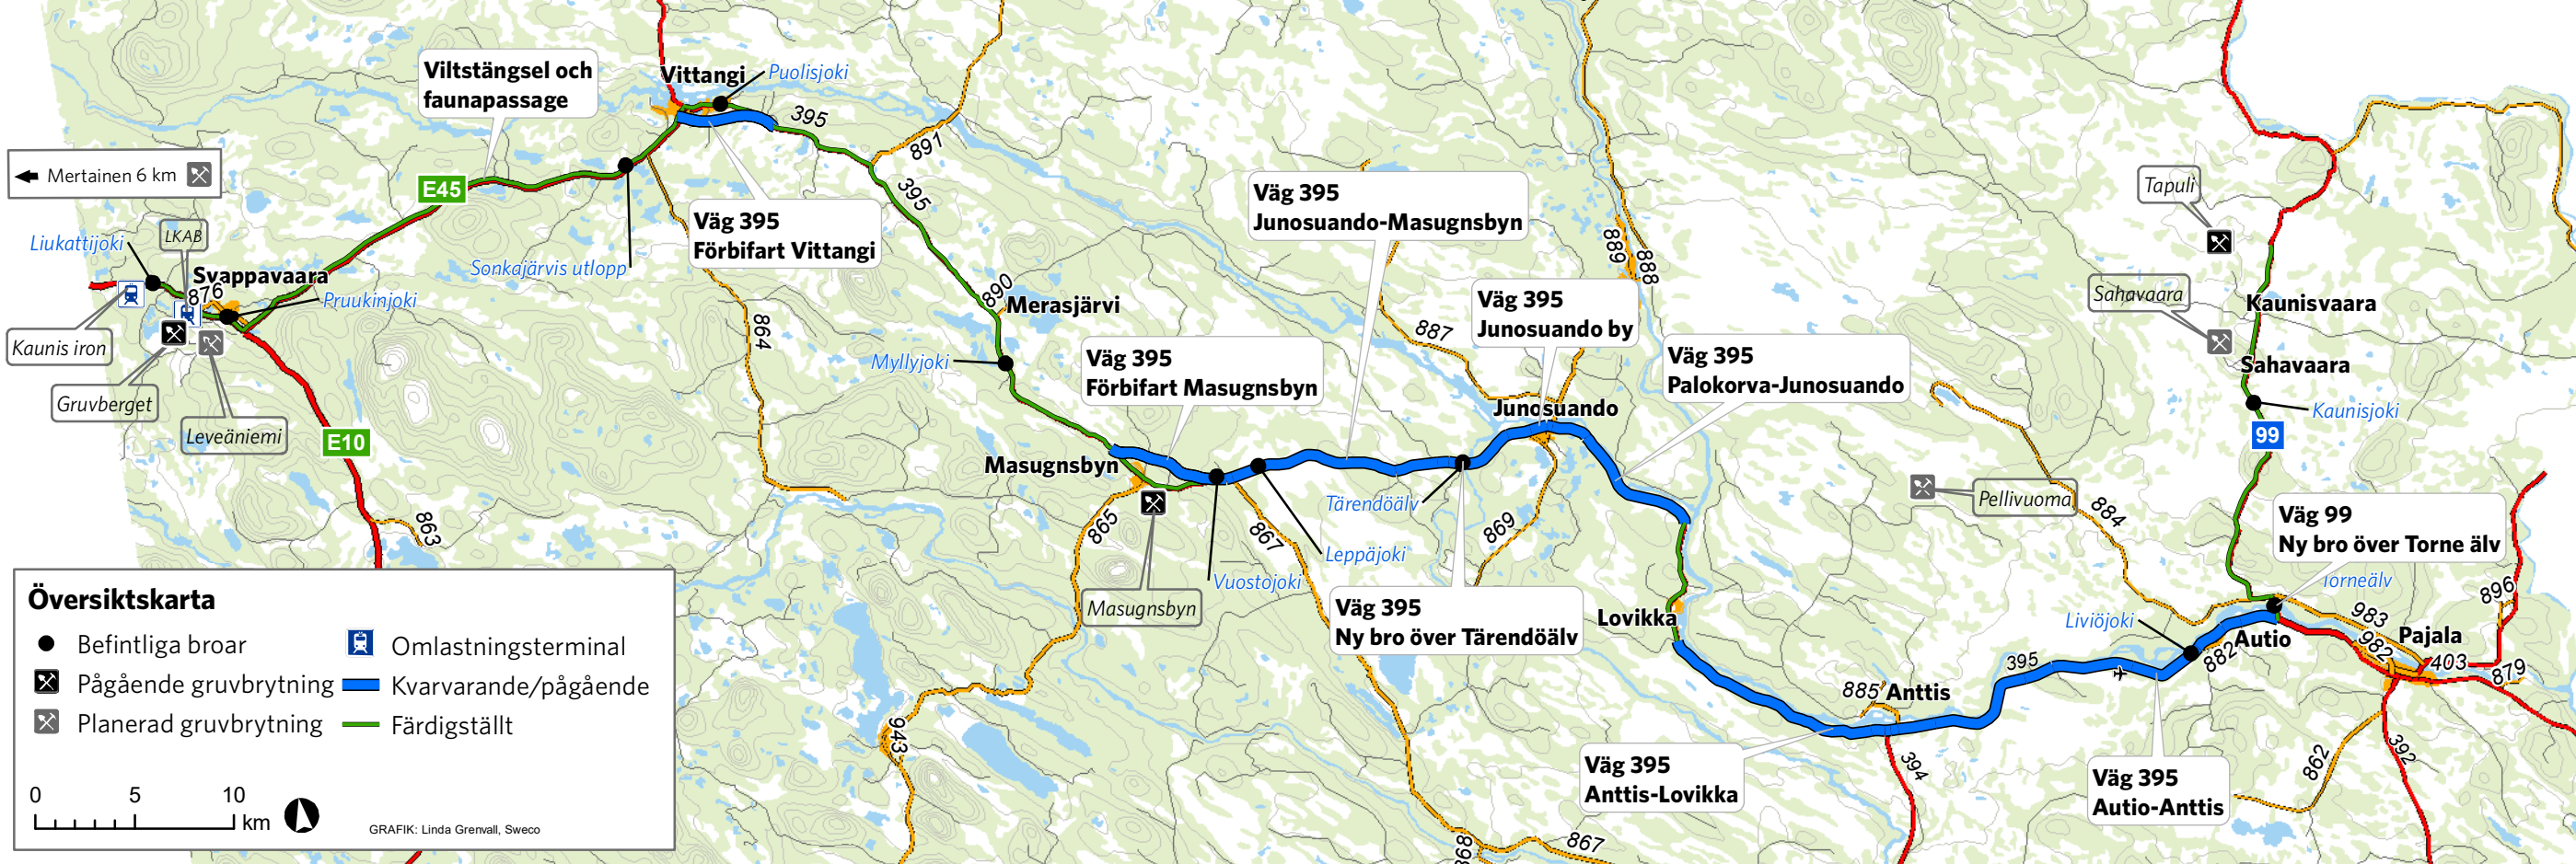 Viltstängsel och
faunapassage
Vittangi
Puolisjoki
395
891
Mertainen 6 km
E45
395
Väg 395
Förbifart Vittangi
Väg 395
Junosuando-Masugnsbyn
Tapuli
Liukattijoki
LKAB
Svappavaara
876
Pruukinjoki
Sonkajärvis utlopp
889
888
Sahavaara
Kaunisvaara
890
Merasjärvi
Väg 395
Junosuando by
887
864
Kaunis iron
Gruvberget
Leveäniemi
E10
Myllyjoki
Väg 395
Förbifart Masugnsbyn
Väg 395
Palokorva-Junosuando
Sahavaara
Kaunisjoki
99
Junosuando
Masugnsbyn
Tärendöälv
Pellivuoma
884
863
865
867
869
Leppäjoki
Vuostojoki
Masugnsbyn
Väg 99
Ny bro över Torne älv
Torneälv
896
Väg 395
Ny bro över Tärendöälv
Lovikka
Liviöjoki
983
Autio
882
982
Pajala
403
879
395
885
Anttis
943
394
Väg 395
Anttis-Lovikka
Väg 395
Autio-Anttis
862
392
868
867
Översiktskarta
Befintliga broar
Omlastningsterminal
Pågående gruvbrytning
Kvarvarande/pågående
Planerad gruvbrytning
Färdigställt
0 5 10
km
GRAFIK: Linda Grenvall, Sweco